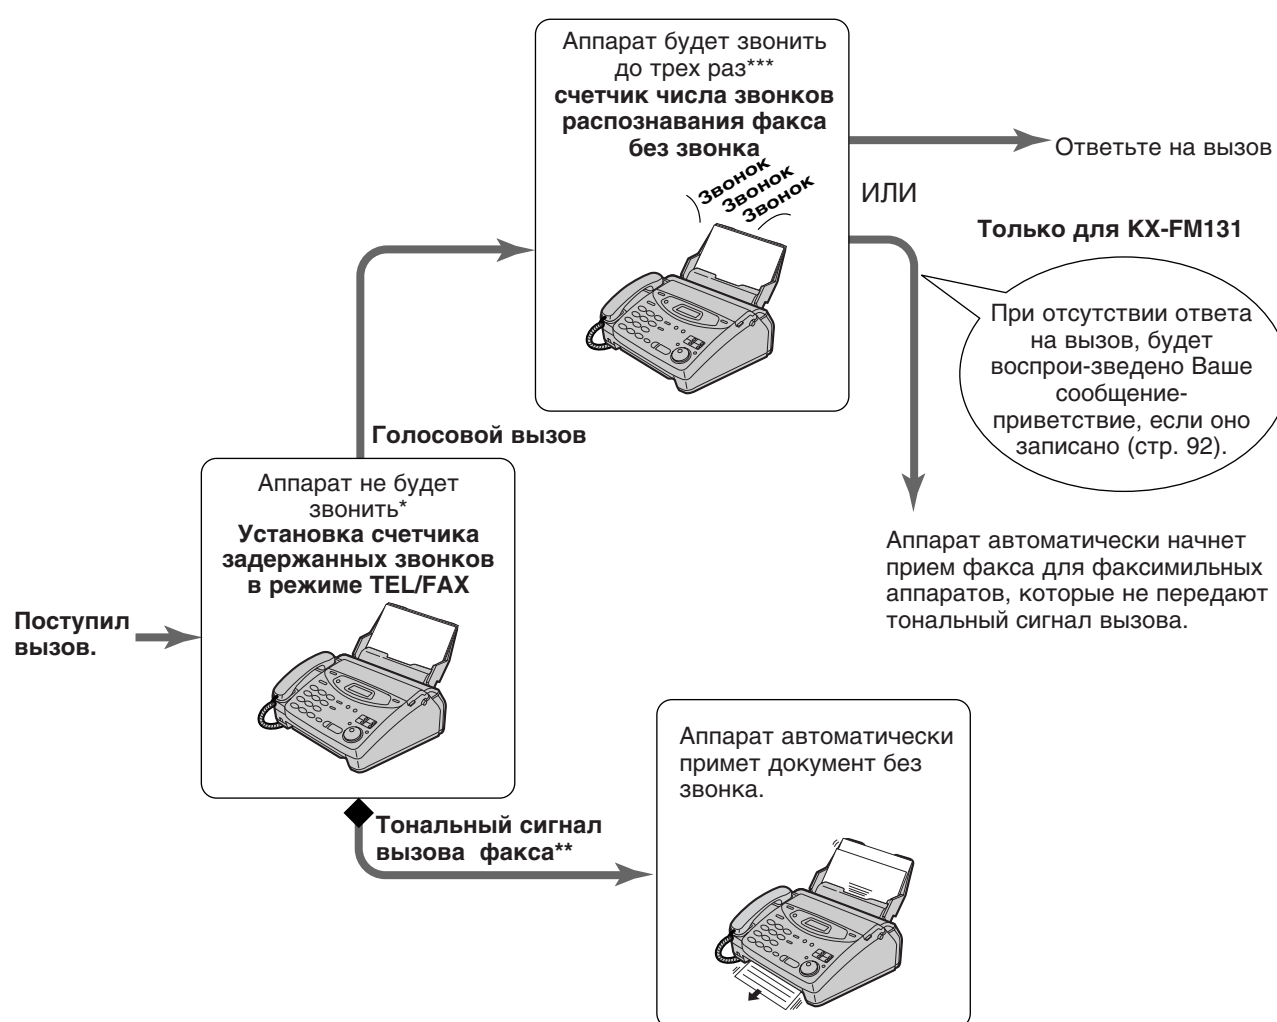 Аппарат будет звонить
до трех раз***
счетчик числа звонков
распознавания факса
без звонка
Звонок
Звонок
Звонок
Ответьте на вызов
ИЛИ
Только для KX-FM131
При отсутствии ответа
на вызов, будет
воспрои-зведено Ваше
сообщение-
приветствие, если оно
записано (стр. 92).
Голосовой вызов
Аппарат не будет
звонить*
Установка счетчика
задержанных звонков
в режиме TEL/FAX
Аппарат автоматически начнет
прием факса для факсимильных
аппаратов, которые не передают
тональный сигнал вызова.
Поступил
вызов.
Тональный сигнал
вызова факса**
Аппарат автоматически
примет документ без
звонка.